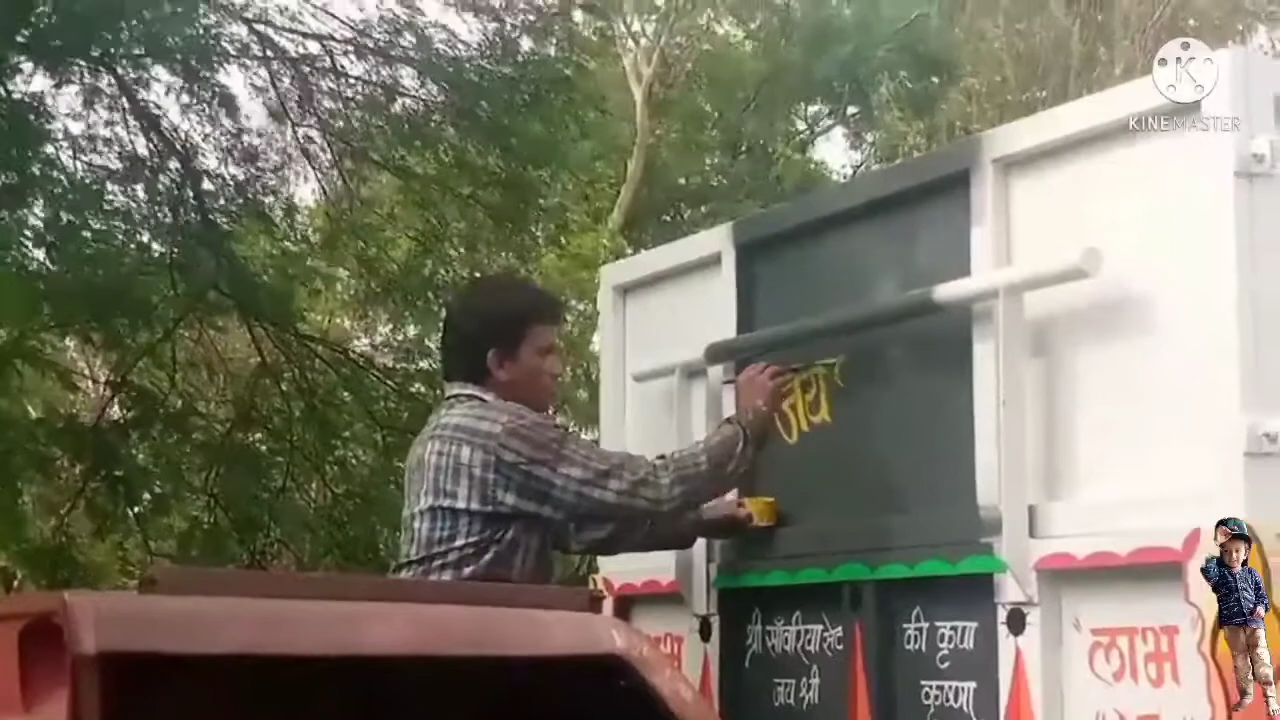 KINEMASTER
जय
श्री साँवरिया सेठ
की कृपा
जय श्री
कृष्णा
"लाभ